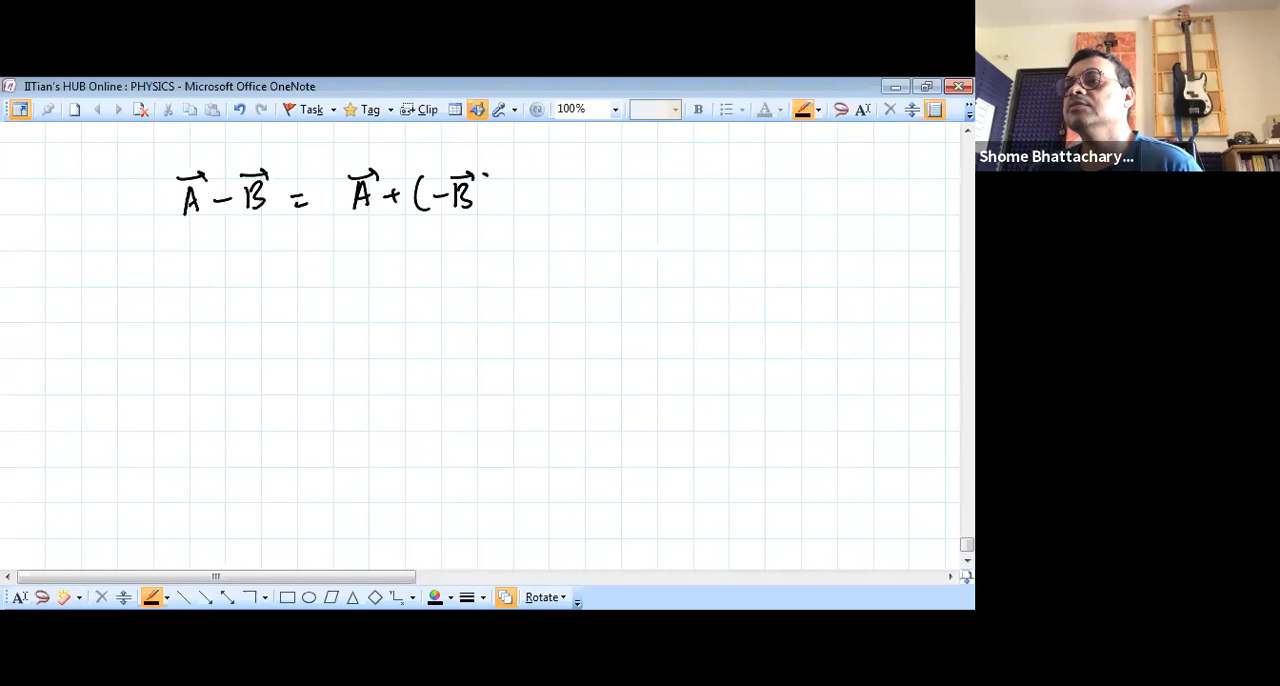 IITian's HUB Online : PHYSICS - Microsoft Office OneNote
Task Tag Clip 100% B A A
Shome Bhattachary...
A⃗ - B⃗ = A⃗ + (-B⃗
A Rotate